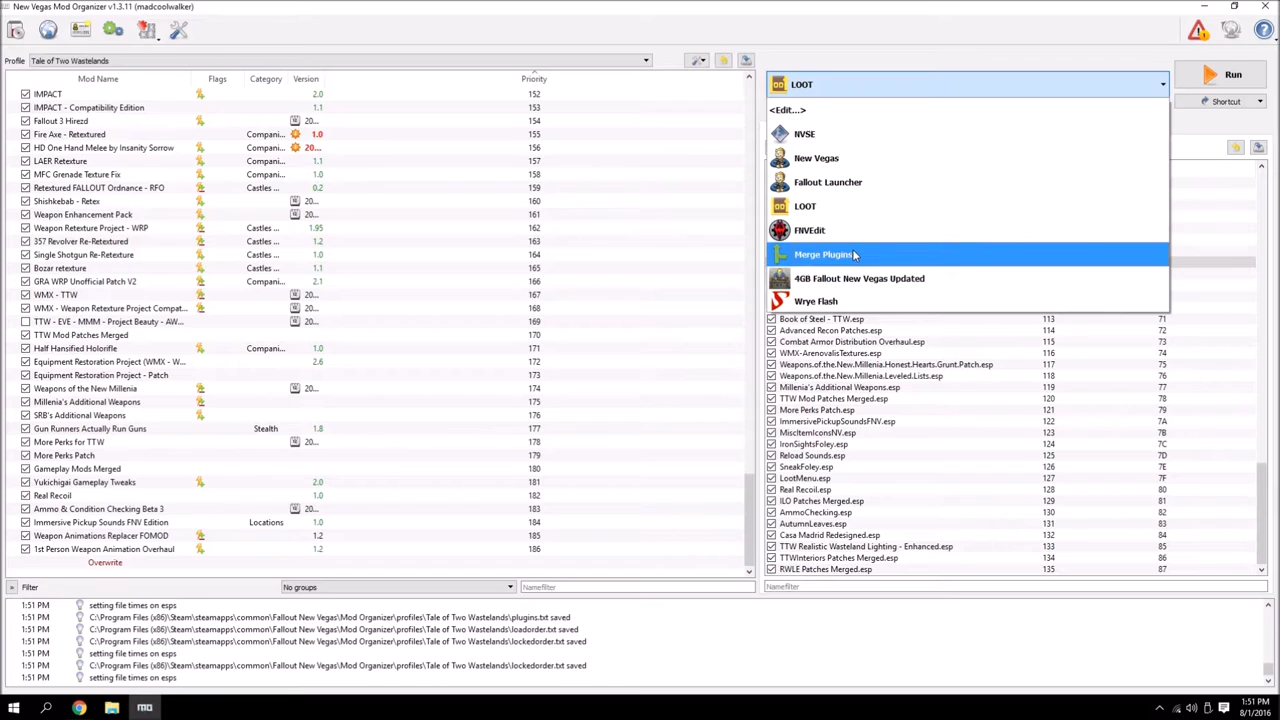 New Vegas Mod Organizer v1.3.11 (madcoolwalker)
Profile Tale of Two Wastelands
Mod Name Flags Category Version Priority
IMPACT 2.0 152
IMPACT - Compatibility Edition 1.1 153
Fallout 3 Hirezd 20... 154
Fire Axe - Retextured Compani... 1.0 155
HD One Hand Melee by Insanity Sorrow Compani... 20... 156
LAER Retexture Compani... 1.1 157
MFC Grenade Texture Fix Compani... 1.1 158
Retextured FALLOUT Ordnance - RFO Castles ... 0.2 159
Shishkebab - Retex Compani... 20... 160
Weapon Enhancement Pack 20... 161
Weapon Retexture Project - WRP Castles ... 1.95 162
357 Revolver Re-Retextured Castles ... 1.2 163
Single Shotgun Re-Texture Compani... 1.0 164
Bozar retexture Compani... 1.0 165
GRA WRP Unofficial Patch V2 Castles ... 2.1 166
WMX - TTW 20... 167
WMX - Weapon Retexture Project Compat... 1.0 168
TTW - EVE - MMM - Project Beauty - AW... 20... 169
TTW Mod Patches Merged 170
Half Hansified Holorifle Compani... 1.0 171
Equipment Restoration Project (WMX - W... 2.6 172
Equipment Restoration Project - Patch 173
Weapons of the New Millenia 20... 174
Millenia's Additional Weapons 175
SRB's Additional Weapons 176
Gun Runners Actually Run Guns Stealth 1.8 177
More Perks for TTW 20... 178
More Perks Patch 179
Gameplay Mods Merged 180
Yukichigai Gameplay Tweaks 2.0 181
Real Recoil 1.0 182
Ammo & Condition Checking Beta 3 20... 183
Immersive Pickup Sounds FNV Edition Locations 1.0 184
Weapon Animations Replacer FOMOD 1.2 185
1st Person Weapon Animation Overhaul 1.2 186
Overwrite
» Filter No groups Namefilter
LOOT
Run
Shortcut
<Edit...>
NVSE
New Vegas
Fallout Launcher
LOOT
FNVEdit
Merge Plugins
4GB Fallout New Vegas Updated
Wrye Flash
Book of Steel - TTW.esp 113 71
Advanced Recon Patches.esp 114 72
Combat Armor Distribution Overhaul.esp 115 73
WMX-ArenovalisTextures.esp 116 74
Weapons.of.the.New.Millenia.Honest.Hearts.Grunt.Patch.esp 117 75
Weapons.of.the.New.Millenia.Leveled.Lists.esp 118 76
Millenia's Additional Weapons.esp 119 77
TTW Mod Patches Merged.esp 120 78
More Perks Patch.esp 121 79
ImmersivePickupSoundsFNV.esp 122 7A
MiscItemIconsNV.esp 123 7B
IronSightsFoley.esp 124 7C
Reload Sounds.esp 125 7D
SneakFoley.esp 126 7E
LootMenu.esp 127 7F
Real Recoil.esp 128 80
ILO Patches Merged.esp 129 81
AmmoChecking.esp 130 82
AutumnLeaves.esp 131 83
Casa Madrid Redesigned.esp 132 84
TTW Realistic Wasteland Lighting - Enhanced.esp 133 85
TTWInteriors Patch Merged.esp 134 86
RWLE Patches Merged.esp 135 87
Namefilter
1:51 PM setting file times on esps
1:51 PM C:\Program Files (x86)\Steam\steamapps\common\Fallout New Vegas\Mod Organizer\profiles\Tale of Two Wastelands\plugins.txt saved
1:51 PM C:\Program Files (x86)\Steam\steamapps\common\Fallout New Vegas\Mod Organizer\profiles\Tale of Two Wastelands\loadorder.txt saved
1:51 PM C:\Program Files (x86)\Steam\steamapps\common\Fallout New Vegas\Mod Organizer\profiles\Tale of Two Wastelands\lockedorder.txt saved
1:51 PM setting file times on esps
1:51 PM C:\Program Files (x86)\Steam\steamapps\common\Fallout New Vegas\Mod Organizer\profiles\Tale of Two Wastelands\lockedorder.txt saved
1:51 PM setting file times on esps
1:51 PM
8/1/2016